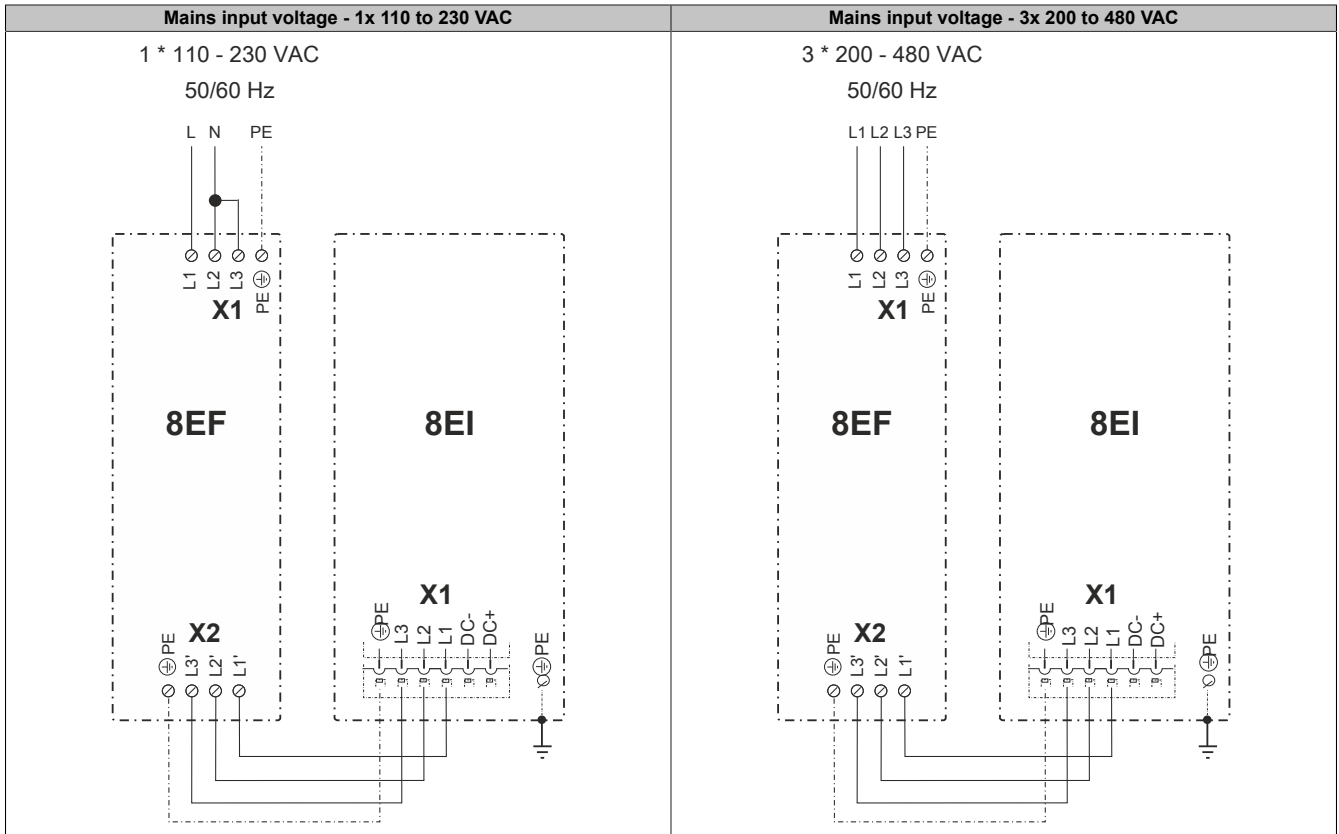 Mains input voltage - 1x 110 to 230 VAC
1 * 110 - 230 VAC
50/60 Hz
L N PE
L1 L2 L3 PE
X1
8EF
8EI
X1
PE L3 L2 L1 DC- DC+
PE
X2
PE L3' L2' L1'
Mains input voltage - 3x 200 to 480 VAC
3 * 200 - 480 VAC
50/60 Hz
L1 L2 L3 PE
L1 L2 L3 PE
X1
8EF
8EI
X1
PE L3 L2 L1 DC- DC+
PE
X2
PE L3' L2' L1'